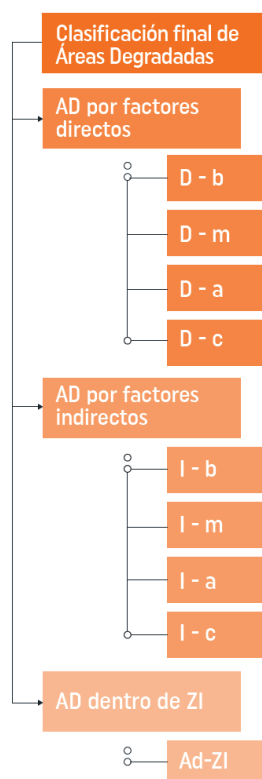 Clasificación final de
Áreas Degradadas
AD por factores
directos
D - b
D - m
D - a
D - c
AD por factores
indirectos
I - b
I - m
I - a
I - c
AD dentro de ZI
Ad-ZI